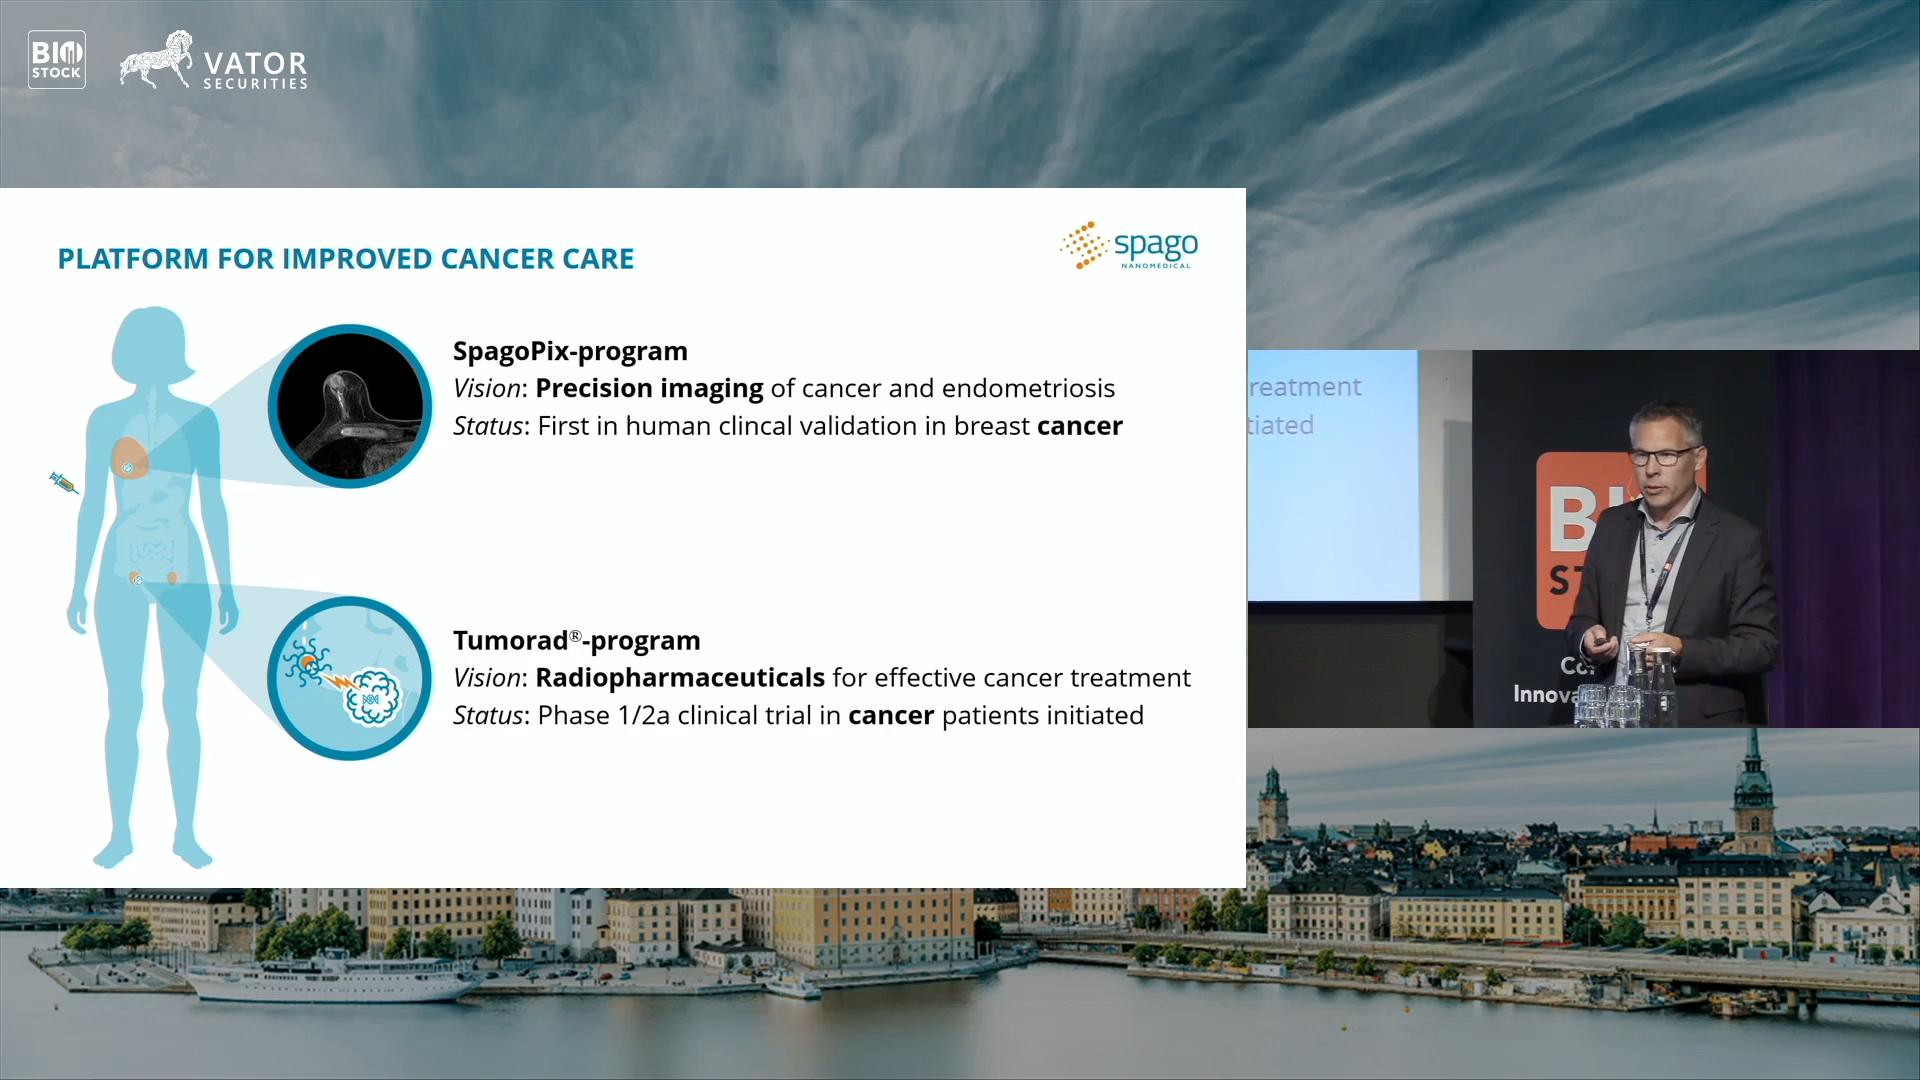 BIO
STOCK
VATOR
SECURITIES
PLATFORM FOR IMPROVED CANCER CARE
spago
NANOMEDICAL
SpagoPix-program
Vision: Precision imaging of cancer and endometriosis
Status: First in human clincal validation in breast cancer
Tumorad®-program
Vision: Radiopharmaceuticals for effective cancer treatment
Status: Phase 1/2a clinical trial in cancer patients initiated
reatment
tiated